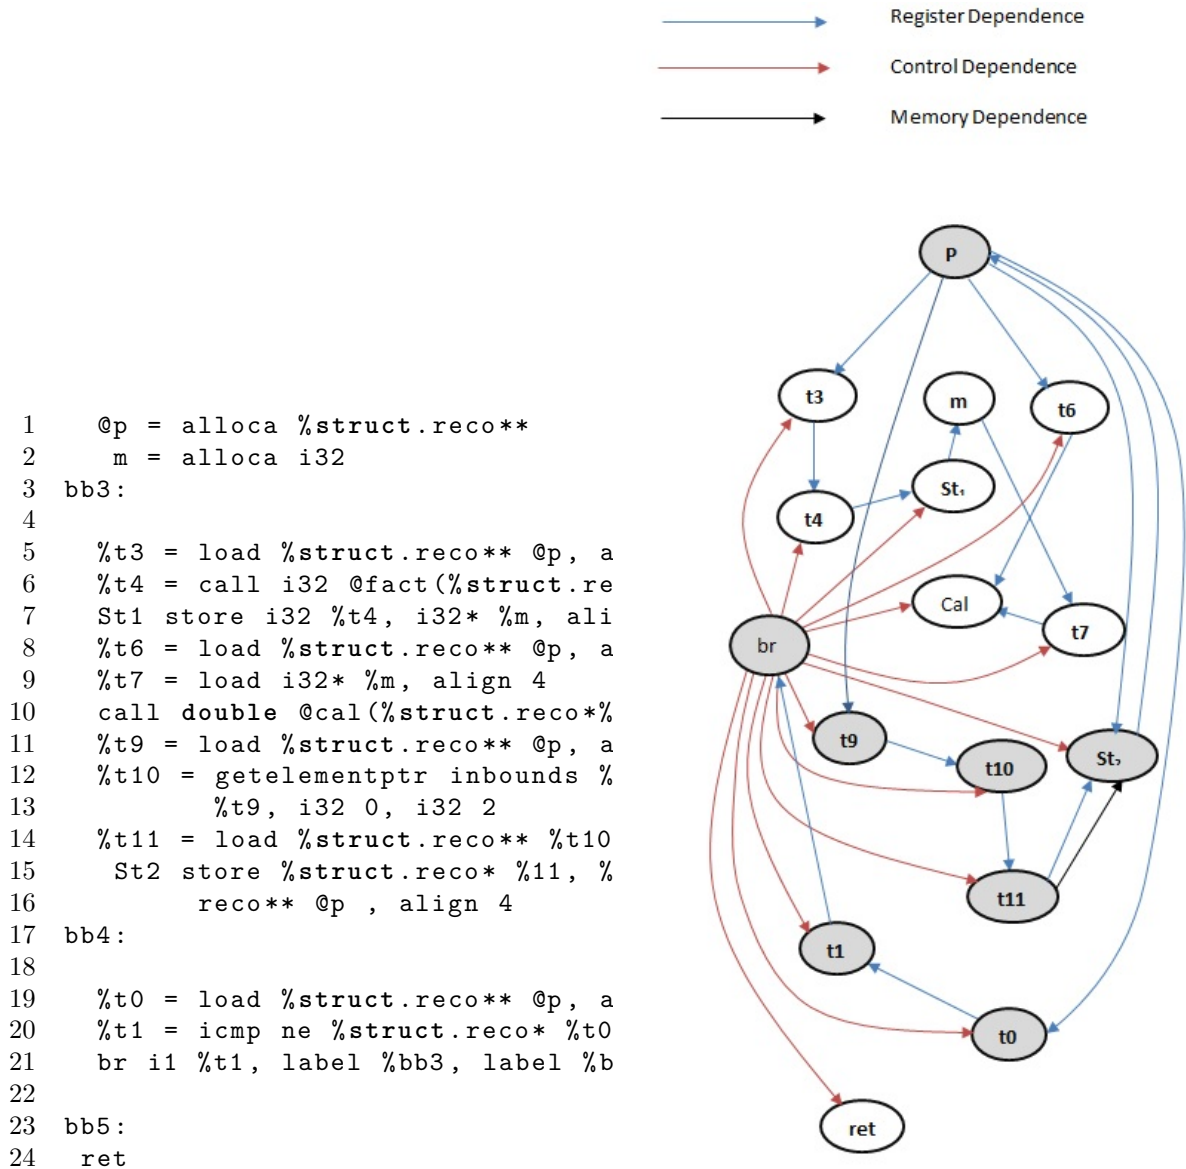 Register Dependence
Control Dependence
Memory Dependence
P
t3
m
t6
St₁
t4
Cal
t7
br
t9
t10
St₂
t11
t1
t0
ret
1 @p = alloca %struct.reco**
2 m = alloca i32
3 bb3:
4
5 %t3 = load %struct.reco** @p, a
6 %t4 = call i32 @fact(%struct.re
7 St1 store i32 %t4, i32* %m, ali
8 %t6 = load %struct.reco** @p, a
9 %t7 = load i32* %m, align 4
10 call double @cal(%struct.reco*%
11 %t9 = load %struct.reco** @p, a
12 %t10 = getelementptr inbounds %
13 %t9, i32 0, i32 2
14 %t11 = load %struct.reco** %t10
15 St2 store %struct.reco* %11, %
16 reco** @p , align 4
17 bb4:
18
19 %t0 = load %struct.reco** @p, a
20 %t1 = icmp ne %struct.reco* %t0
21 br i1 %t1, label %bb3, label %b
22
23 bb5:
24 ret